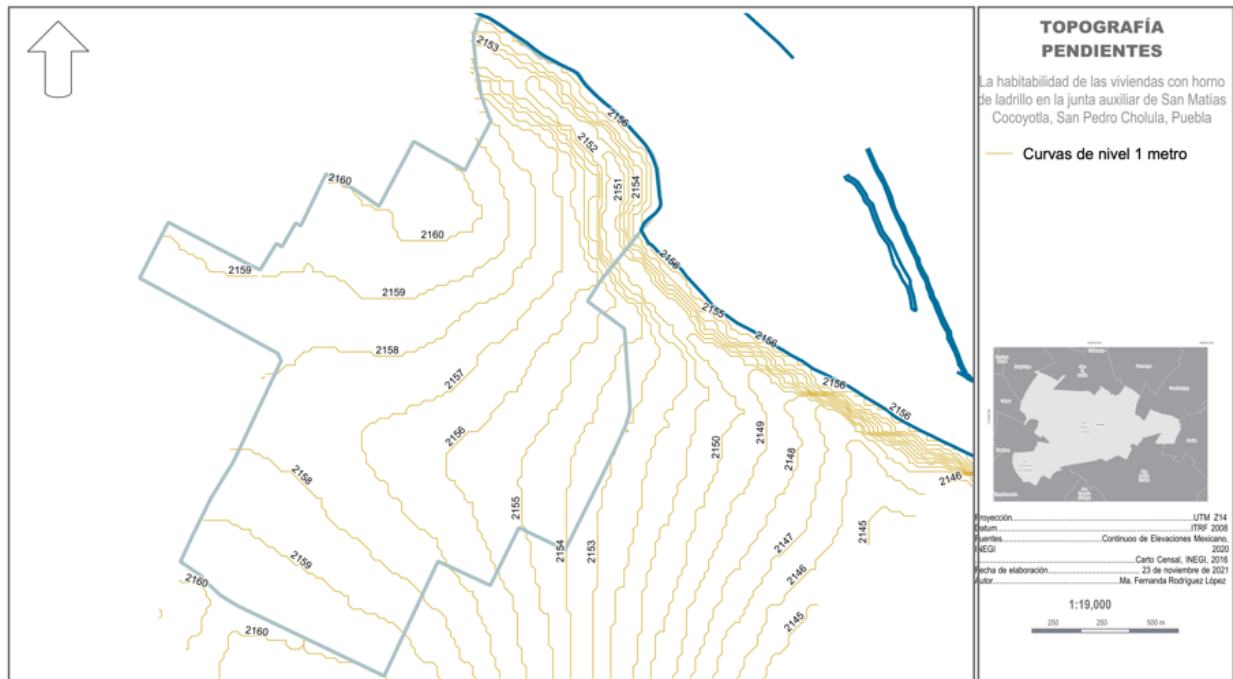 TOPOGRAFÍA
PENDIENTES
La habitabilidad de las viviendas con horno
de ladrillo en la junta auxiliar de San Matías
Cocoyotla, San Pedro Cholula, Puebla
Curvas de nivel 1 metro
2153
2156
2152
2151
2154
2160
2160
2159
2159
2156
2155
2156
2158
2157
2156
2156
2156
2149
2150
2148
2146
2158
2155
2145
2154
2153
2147
2159
2146
2160
2145
2160
Proyección UTM Z14
Datum ITRF 2008
Fuentes Continuoo de Elevaciones Mexicano,
INEGI 2020
Carto Censal, INEGI, 2016
Fecha de elaboración 23 de noviembre de 2021
Autor Ma. Fernanda Rodríguez López
1:19,000
250 250 500 m